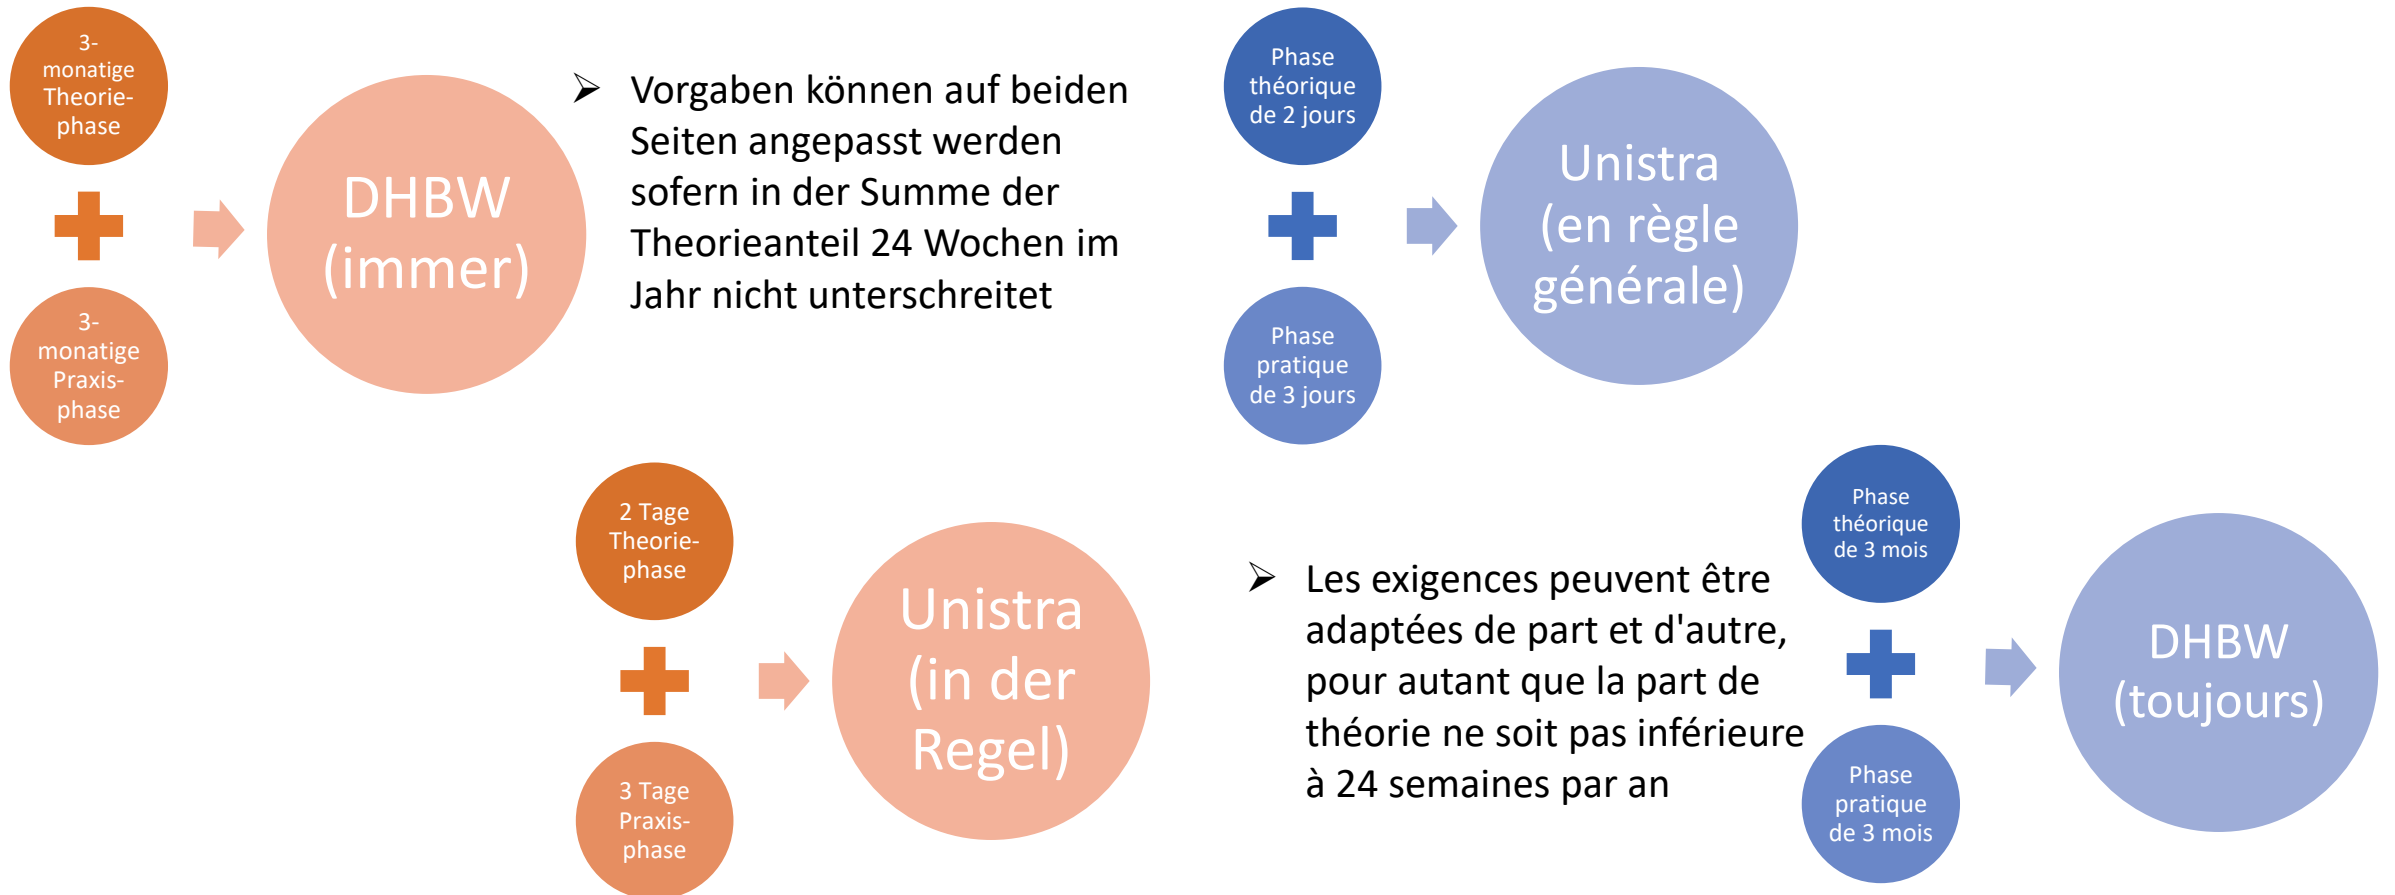 3-
monatige
Theorie-
phase
3-
monatige
Praxis-
phase
DHBW
(immer)
➢ Vorgaben können auf beiden
Seiten angepasst werden
sofern in der Summe der
Theorieanteil 24 Wochen im
Jahr nicht unterschreitet
Phase
théorique
de 2 jours
Phase
pratique
de 3 jours
Unistra
(en règle
générale)
2 Tage
Theorie-
phase
3 Tage
Praxis-
phase
Unistra
(in der
Regel)
➢ Les exigences peuvent être
adaptées de part et d'autre,
pour autant que la part de
théorie ne soit pas inférieure
à 24 semaines par an
Phase
théorique
de 3 mois
Phase
pratique
de 3 mois
DHBW
(toujours)